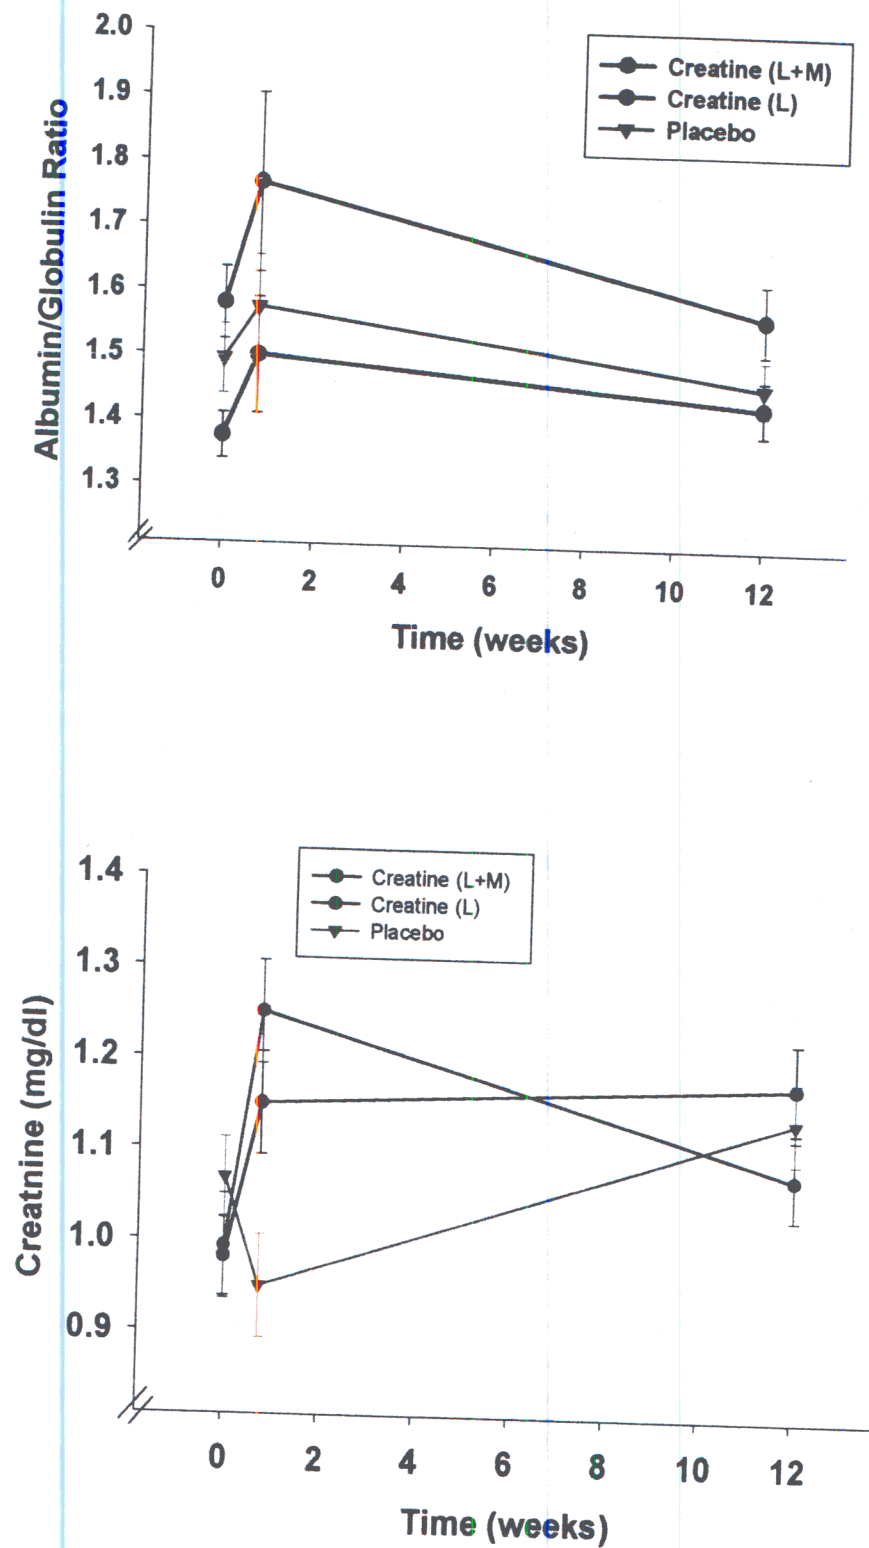 2.0
1.9
1.8
1.7
1.6
1.5
1.4
1.3
Albumin/Globulin Ratio
Creatine (L+M)
Creatine (L)
Placebo
0 2 4 6 8 10 12
Time (weeks)
1.4
1.3
1.2
1.1
1.0
0.9
Creatnine (mg/dl)
Creatine (L+M)
Creatine (L)
Placebo
0 2 4 6 8 10 12
Time (weeks)